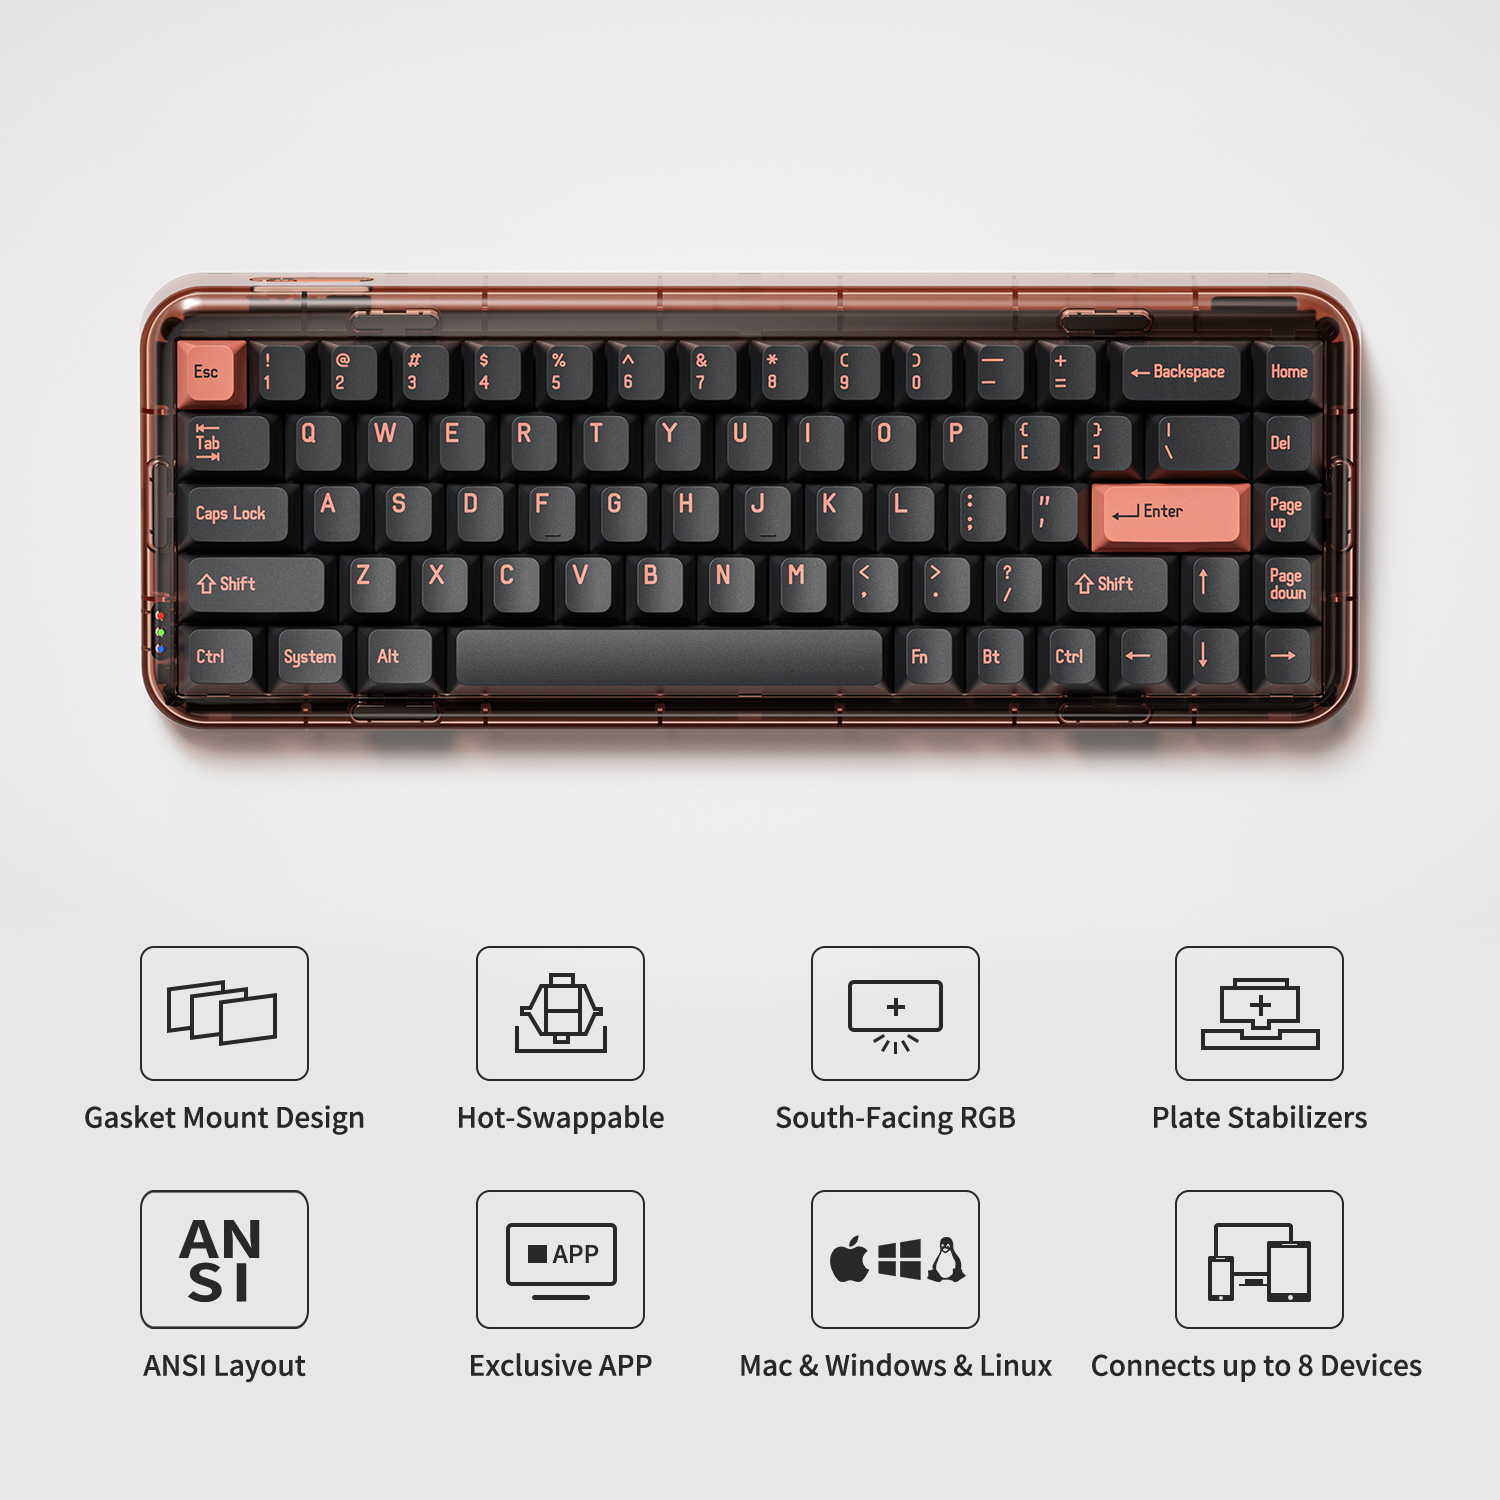 Esc ! 1 @ 2 # 3 $ 4 % 5 ^ 6 & 7 * 8 ( 9 ) 0 — – + = ← Backspace Home
Tab Q W E R T Y U I O P { [ } ] | \ Del
Caps Lock A S D F G H J K L : ; " ' Enter Page up
Shift Z X C V B N M < , > . ? / Shift ↑ Page down
Ctrl System Alt Fn Bt Ctrl ← ↓ →
Gasket Mount Design
Hot-Swappable
South-Facing RGB
Plate Stabilizers
AN
SI
APP
ANSI Layout
Exclusive APP
Mac & Windows & Linux
Connects up to 8 Devices